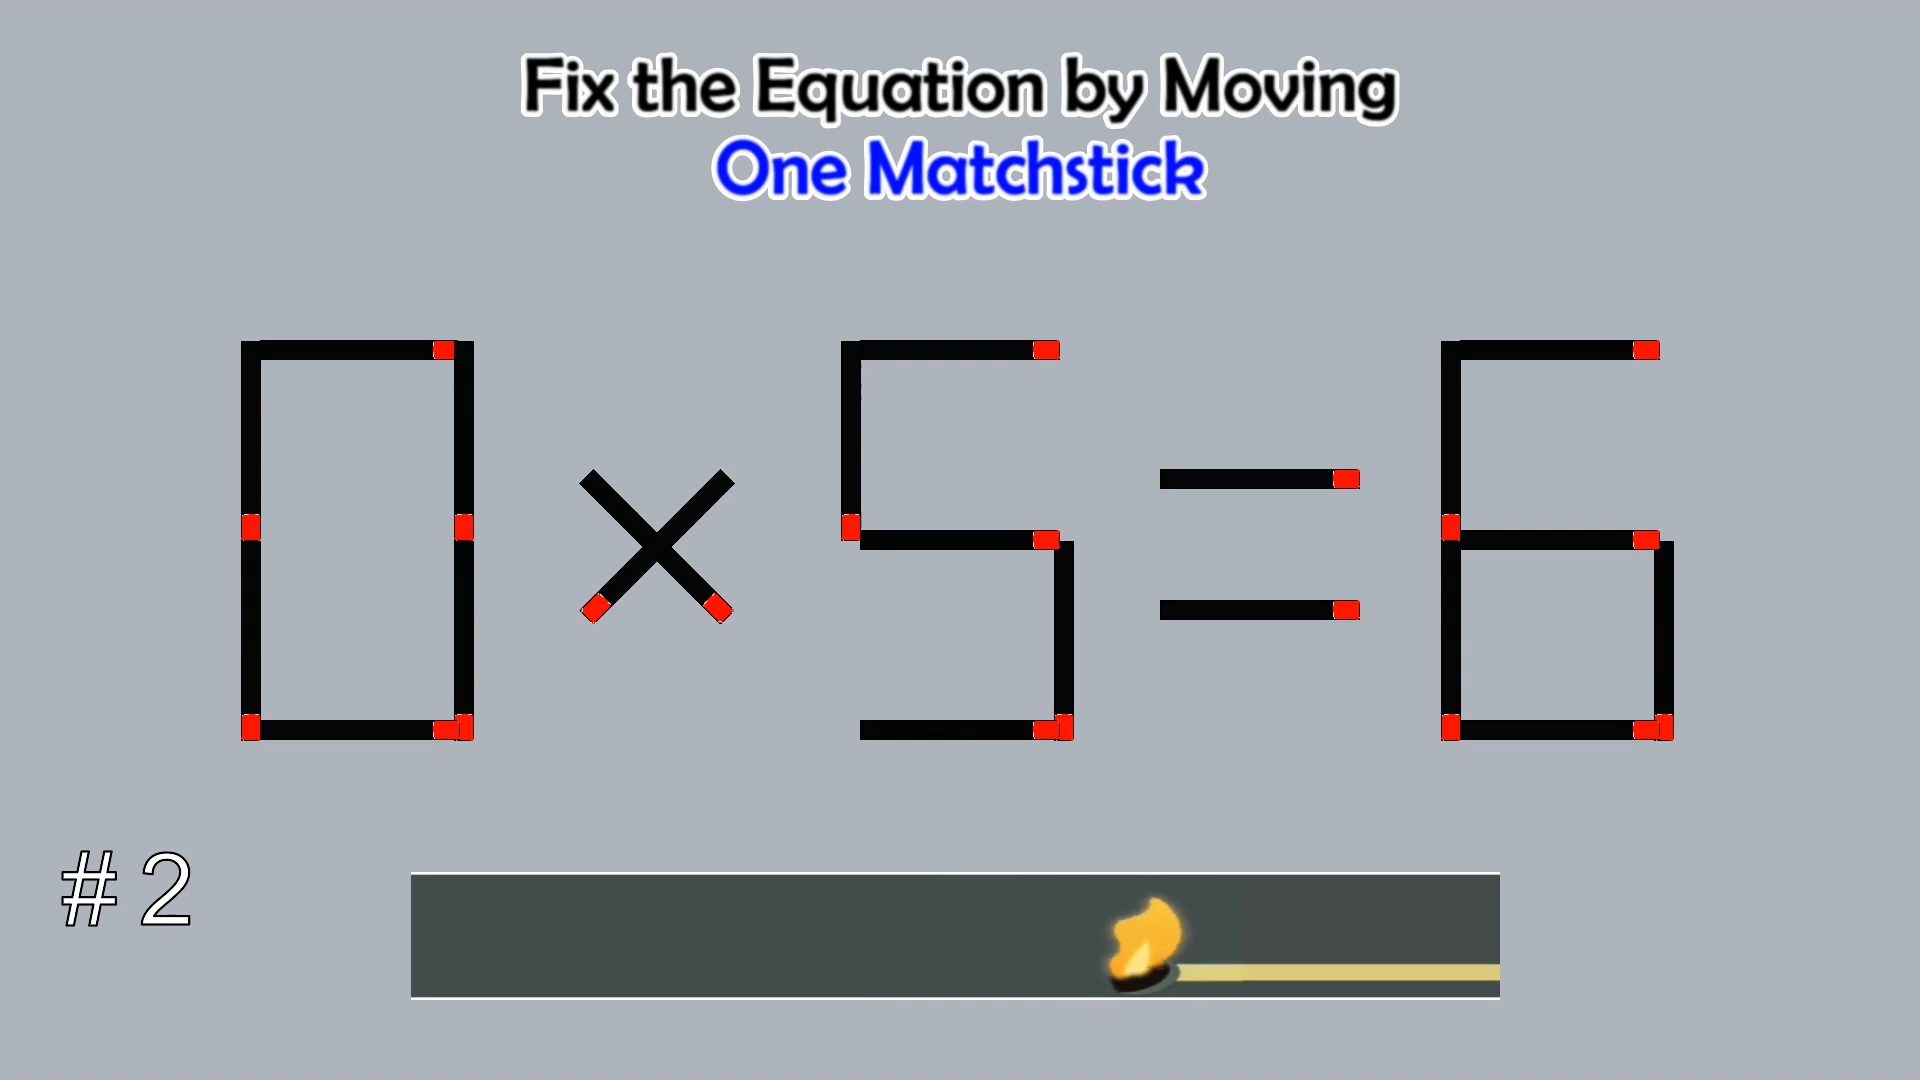 Fix the Equation by Moving
One Matchstick
0 × 5 = 6
#2